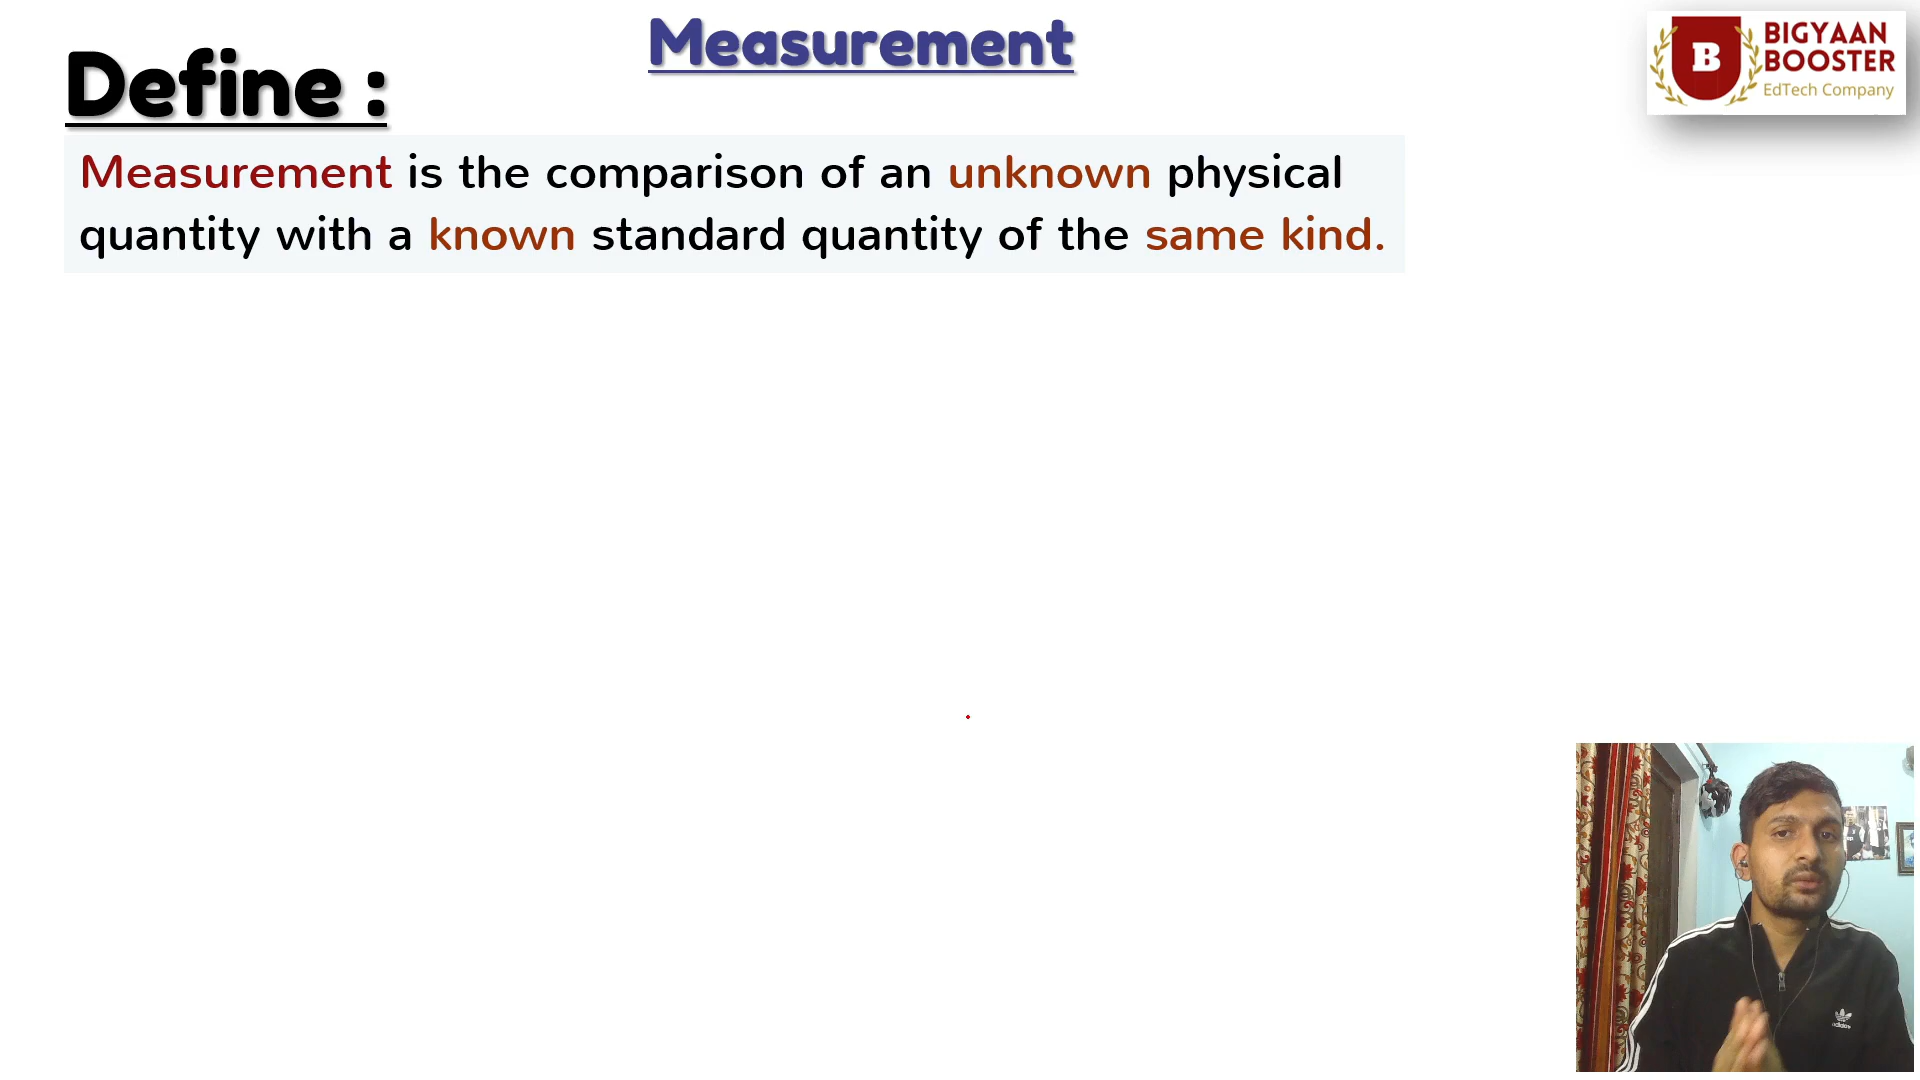 Measurement
Define :
Measurement is the comparison of an unknown physical
quantity with a known standard quantity of the same kind.
B
BIGYAAN
BOOSTER
EdTech Company
adidas